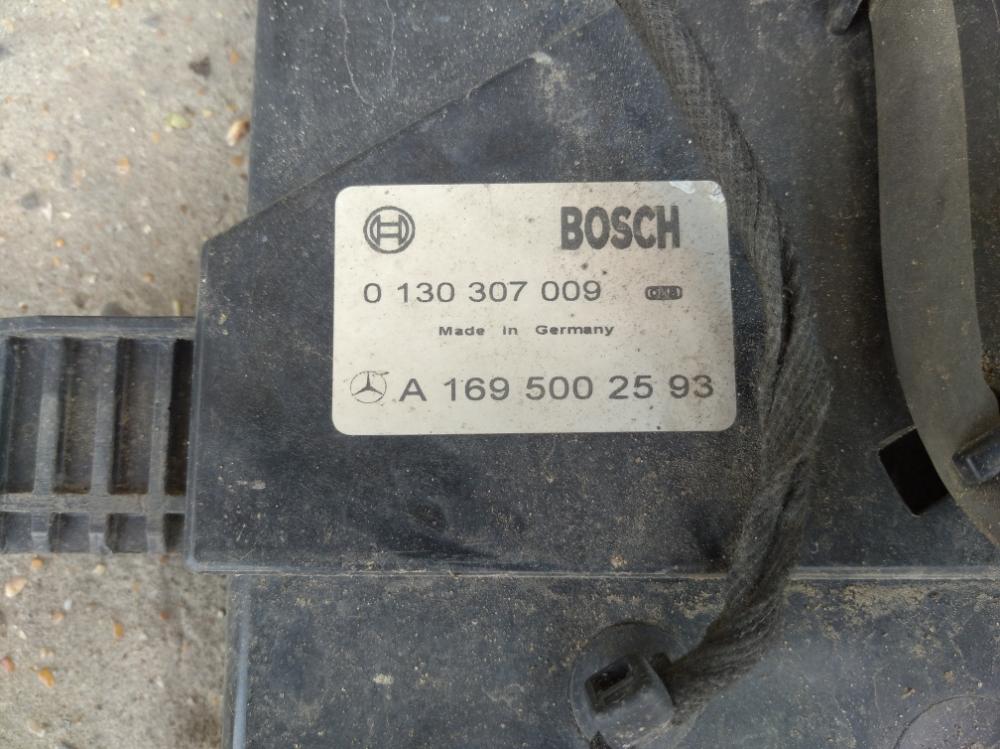 BOSCH
0 130 307 009
Made in Germany
A 169 500 25 93